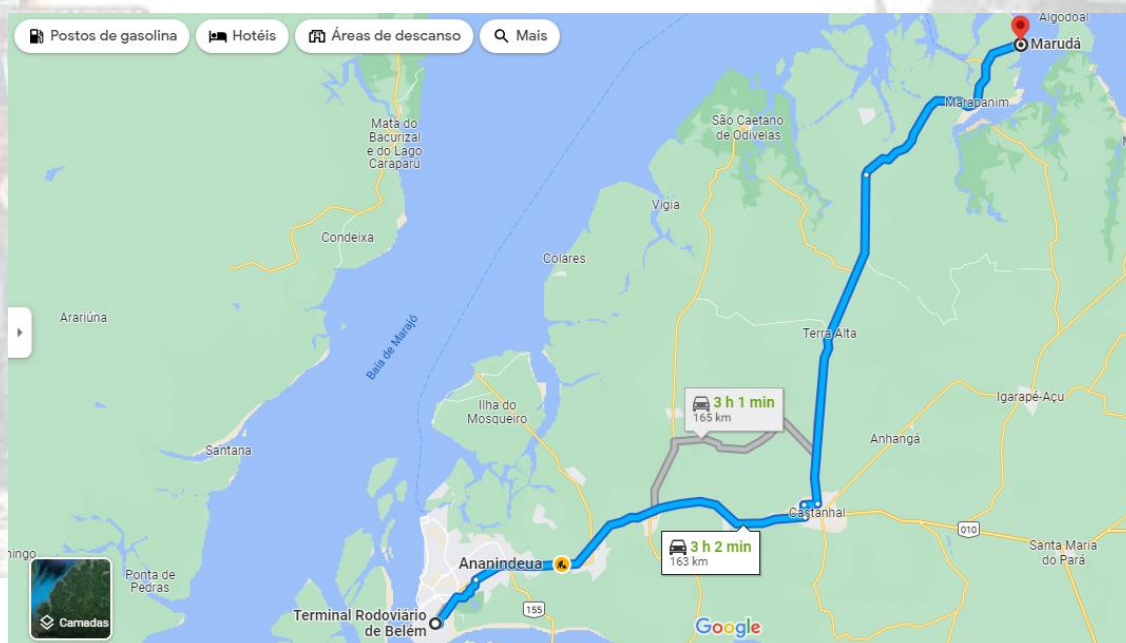 Postos de gasolina
Hotéis
Áreas de descanso
Mais
Algodoal
Marudá
Marapanim
São Caetano
de Odivelas
Mata do
Bacurizal
e do Lago
Caraparu
Vigia
Condeixa
Colares
Arariúna
Baía de Marajó
Terra Alta
3 h 1 min
165 km
Ilha do
Mosqueiro
Igarapé-Açu
Anhangá
Santana
Castanhal
010
3 h 2 min
163 km
Santa Maria
do Pará
Ananindeua
Ponta de
Pedras
155
Terminal Rodoviário
de Belém
Camadas
Google